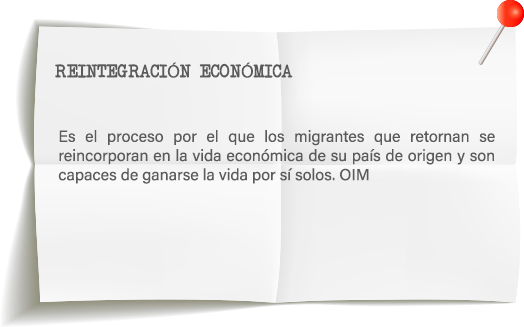 REINTEGRACIÓN ECONÓMICA
Es el proceso por el que los migrantes que retornan se
reincorporan en la vida económica de su país de origen y son
capaces de ganarse la vida por sí solos. OIM